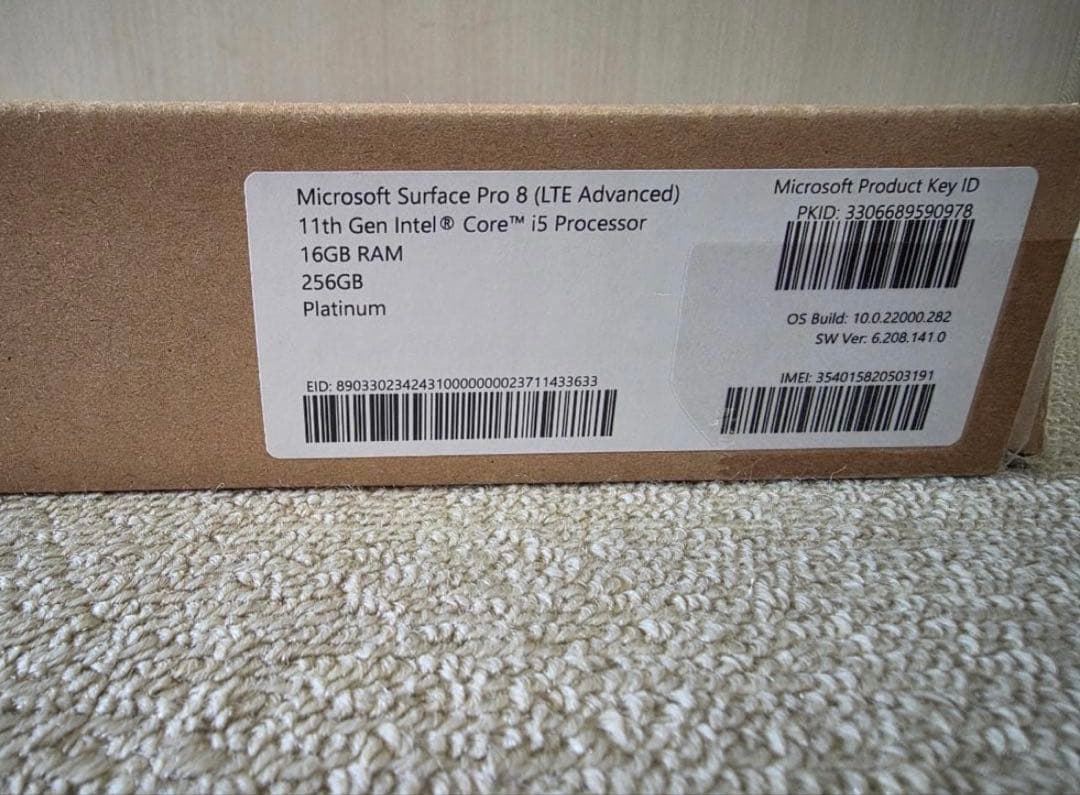 Microsoft Surface Pro 8 (LTE Advanced)
11th Gen Intel® Core™ i5 Processor
16GB RAM
256GB
Platinum
EID: 89033023424310000000023711433633
Microsoft Product Key ID
PKID: 3306689590978
OS Build: 10.0.22000.282
SW Ver: 6.208.141.0
IMEI: 354015820503191